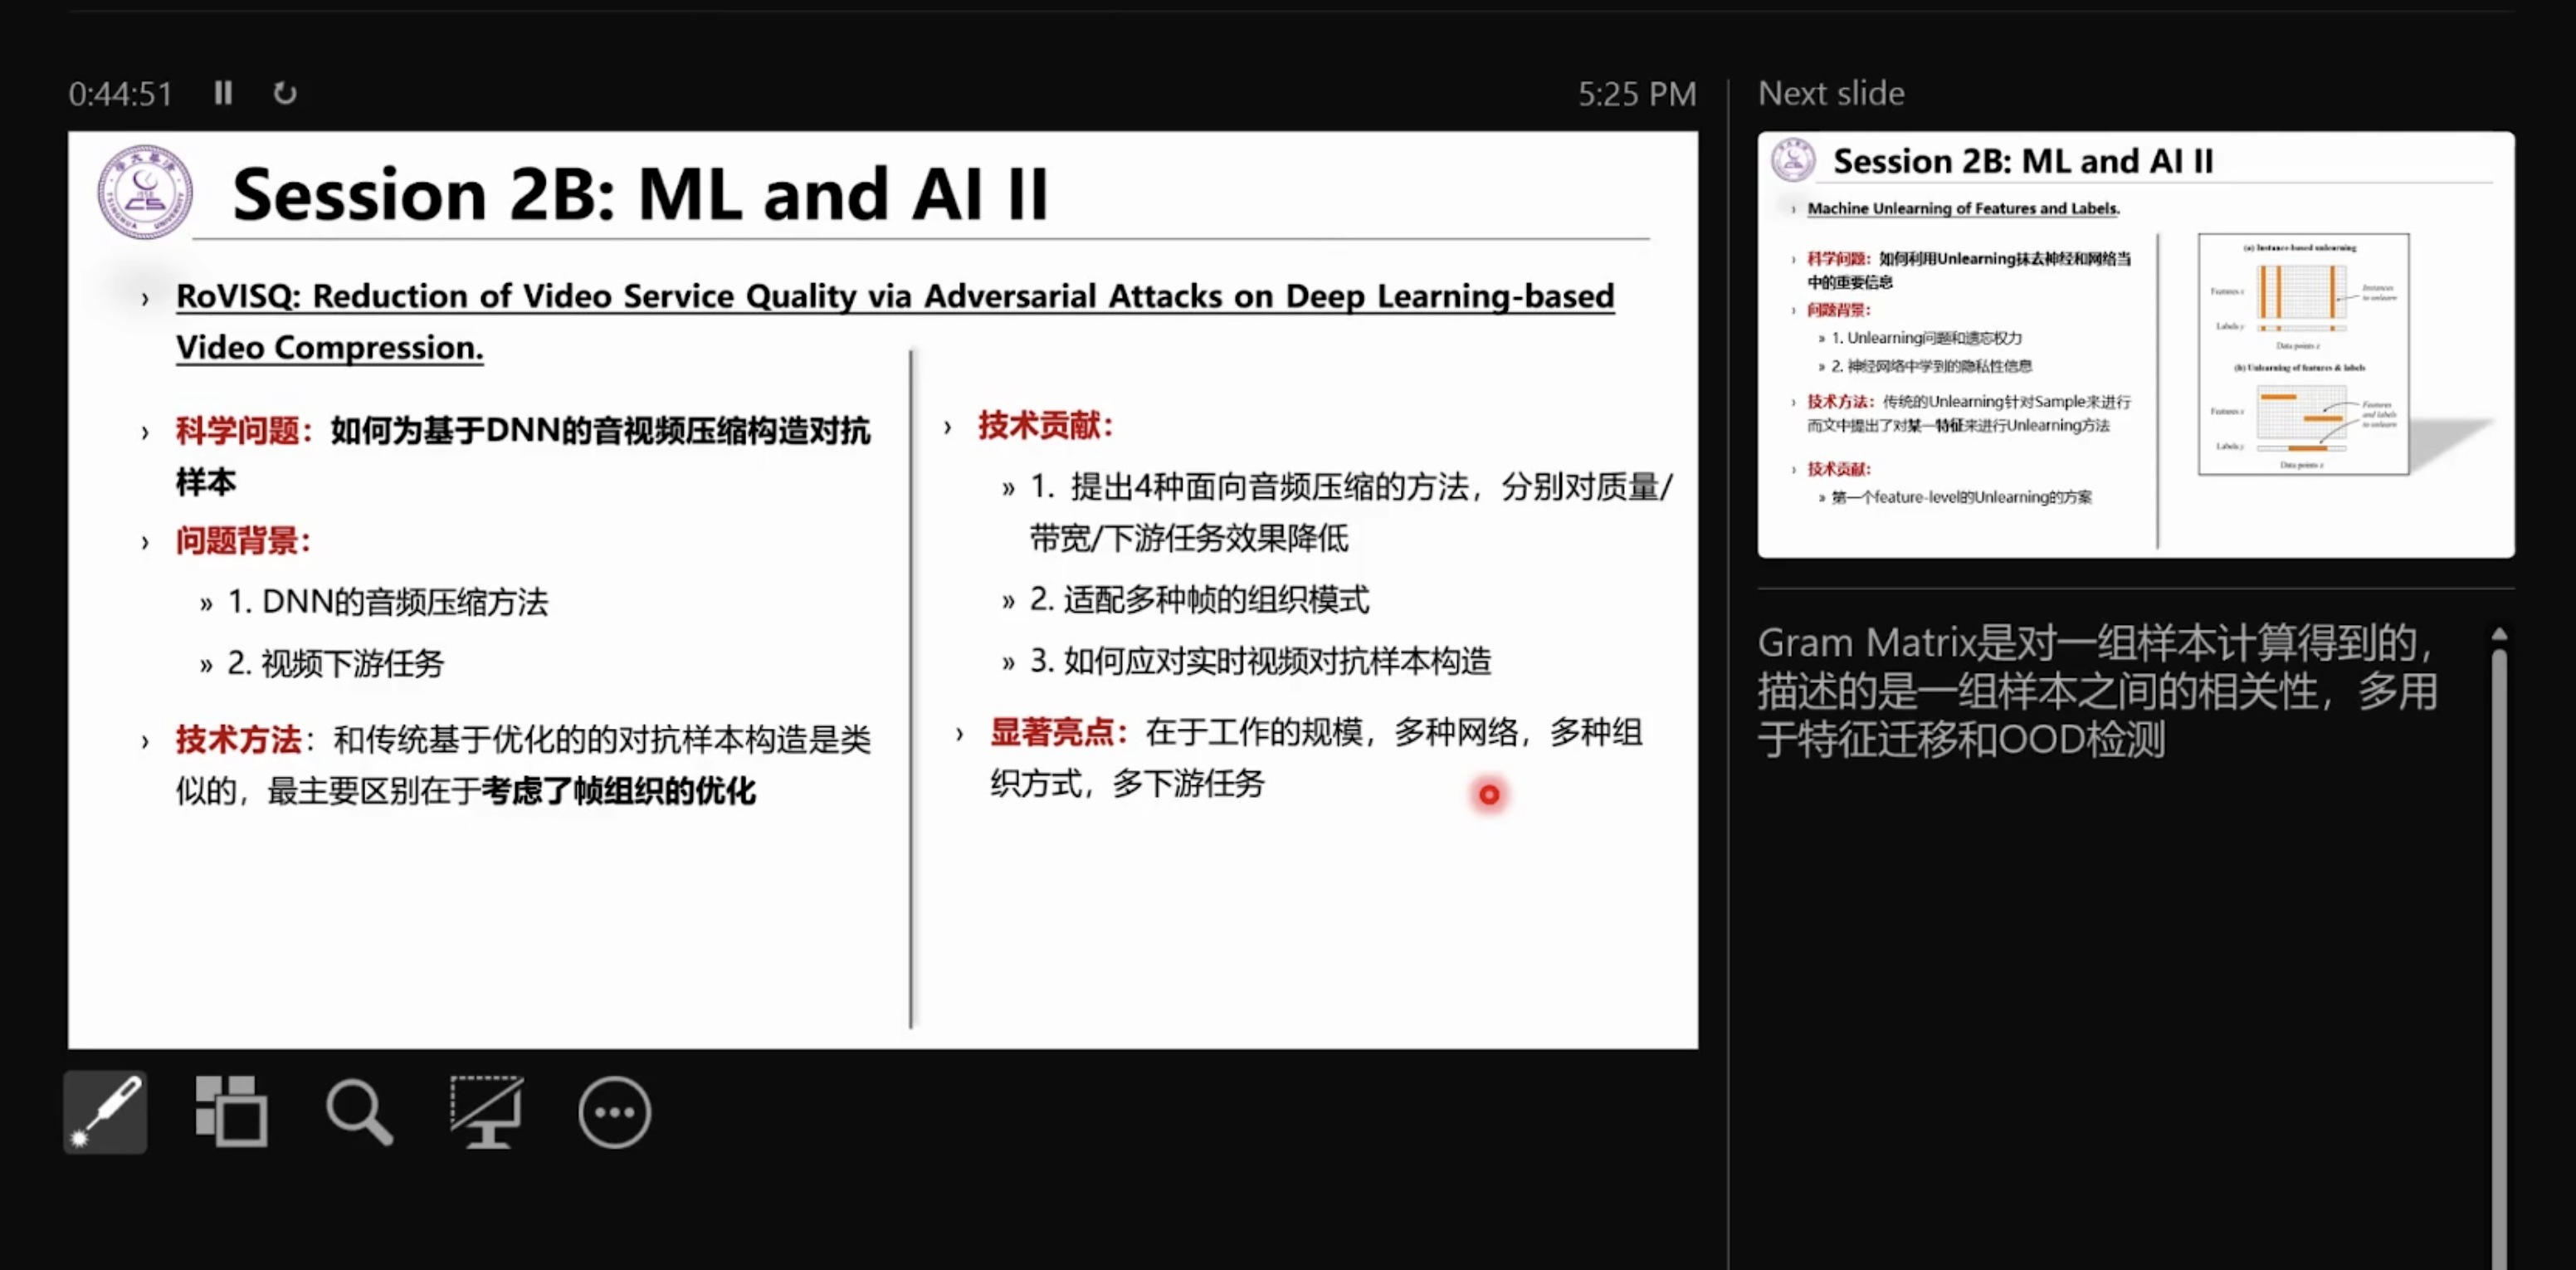 0:44:51
5:25 PM
Next slide
Session 2B: ML and AI II
› RoVISQ: Reduction of Video Service Quality via Adversarial Attacks on Deep Learning-based
Video Compression.
› 科学问题：如何为基于DNN的音视频压缩构造对抗
样本
› 问题背景：
» 1. DNN的音频压缩方法
» 2. 视频下游任务
› 技术方法：和传统基于优化的的对抗样本构造是类
似的，最主要区别在于考虑了帧组织的优化
› 技术贡献：
» 1. 提出4种面向音频压缩的方法，分别对质量/
带宽/下游任务效果降低
» 2. 适配多种帧的组织模式
» 3. 如何应对实时视频对抗样本构造
› 显著亮点：在于工作的规模，多种网络，多种组
织方式，多下游任务
Session 2B: ML and AI II
› Machine Unlearning of Features and Labels.
› 科学问题：如何利用Unlearning抹去神经和网络当
中的重要信息
› 问题背景：
» 1. Unlearning问题和遗忘权力
» 2. 神经网络中学到的隐私性信息
› 技术方法：传统的Unlearning针对Sample来进行
而文中提出了对某一特征来进行Unlearning方法
› 技术贡献：
» 第一个feature-level的Unlearning的方案
(a) Instance-based unlearning
Features x
Instances
to unlearn
Labels y
Data points z
(b) Unlearning of features & labels
Features x
Features
and labels
to unlearn
Labels y
Data points z
Gram Matrix是对一组样本计算得到的，
描述的是一组样本之间的相关性，多用
于特征迁移和OOD检测